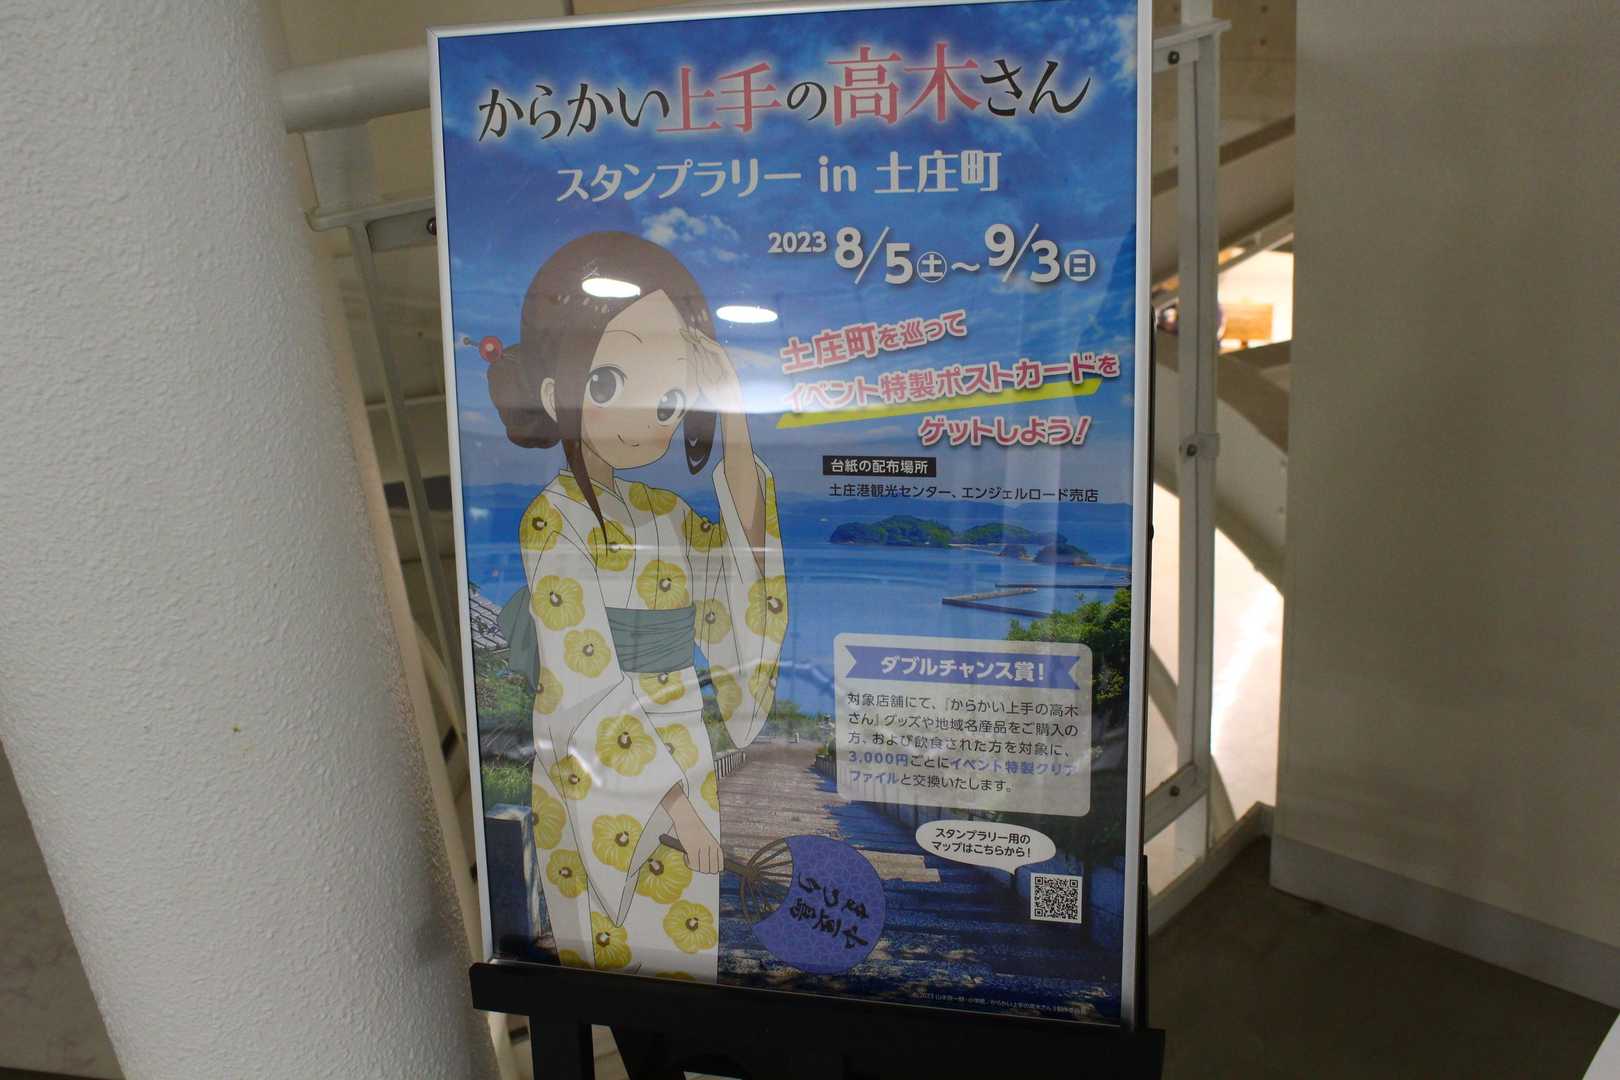 からかい上手の高木さん
スタンプラリー in 土庄町
2023 8/5㊏～9/3㊐
土庄町を巡って
イベント特製ポストカードを
ゲットしよう！
台紙の配布場所
土庄港観光センター、エンジェルロード売店
ダブルチャンス賞！
対象店舗にて、『からかい上手の高木
さん』グッズや地域名産品をご購入の
方、および飲食された方を対象に、
3,000円ごとにイベント特製クリア
ファイルと交換いたします。
スタンプラリー用の
マップはこちらから！
小豆島
まつり